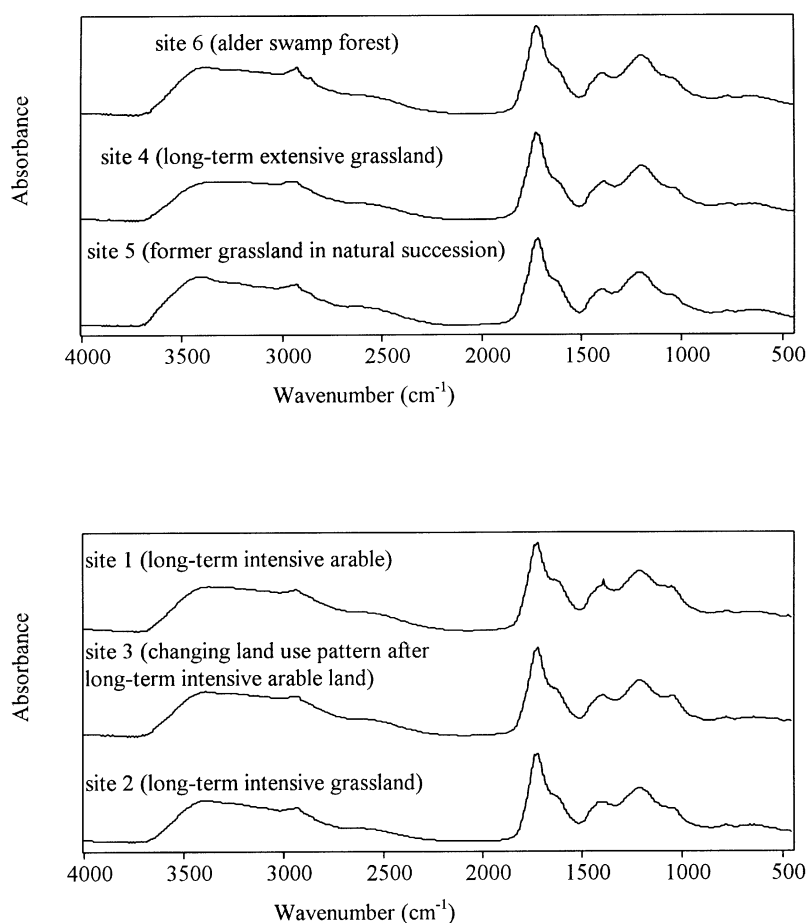 site 6 (alder swamp forest)
site 4 (long-term extensive grassland)
site 5 (former grassland in natural succession)
Absorbance
4000 3500 3000 2500 2000 1500 1000 500
Wavenumber (cm-1)
site 1 (long-term intensive arable)
site 3 (changing land use pattern after
long-term intensive arable land)
site 2 (long-term intensive grassland)
Absorbance
4000 3500 3000 2500 2000 1500 1000 500
Wavenumber (cm-1)